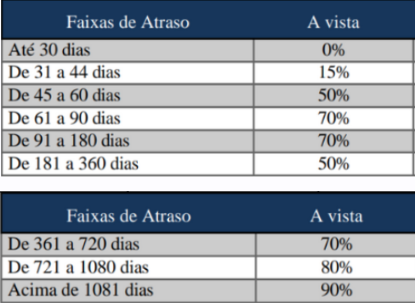 Faixas de Atraso A vista
Até 30 dias 0%
De 31 a 44 dias 15%
De 45 a 60 dias 50%
De 61 a 90 dias 70%
De 91 a 180 dias 70%
De 181 a 360 dias 50%
Faixas de Atraso A vista
De 361 a 720 dias 70%
De 721 a 1080 dias 80%
Acima de 1081 dias 90%